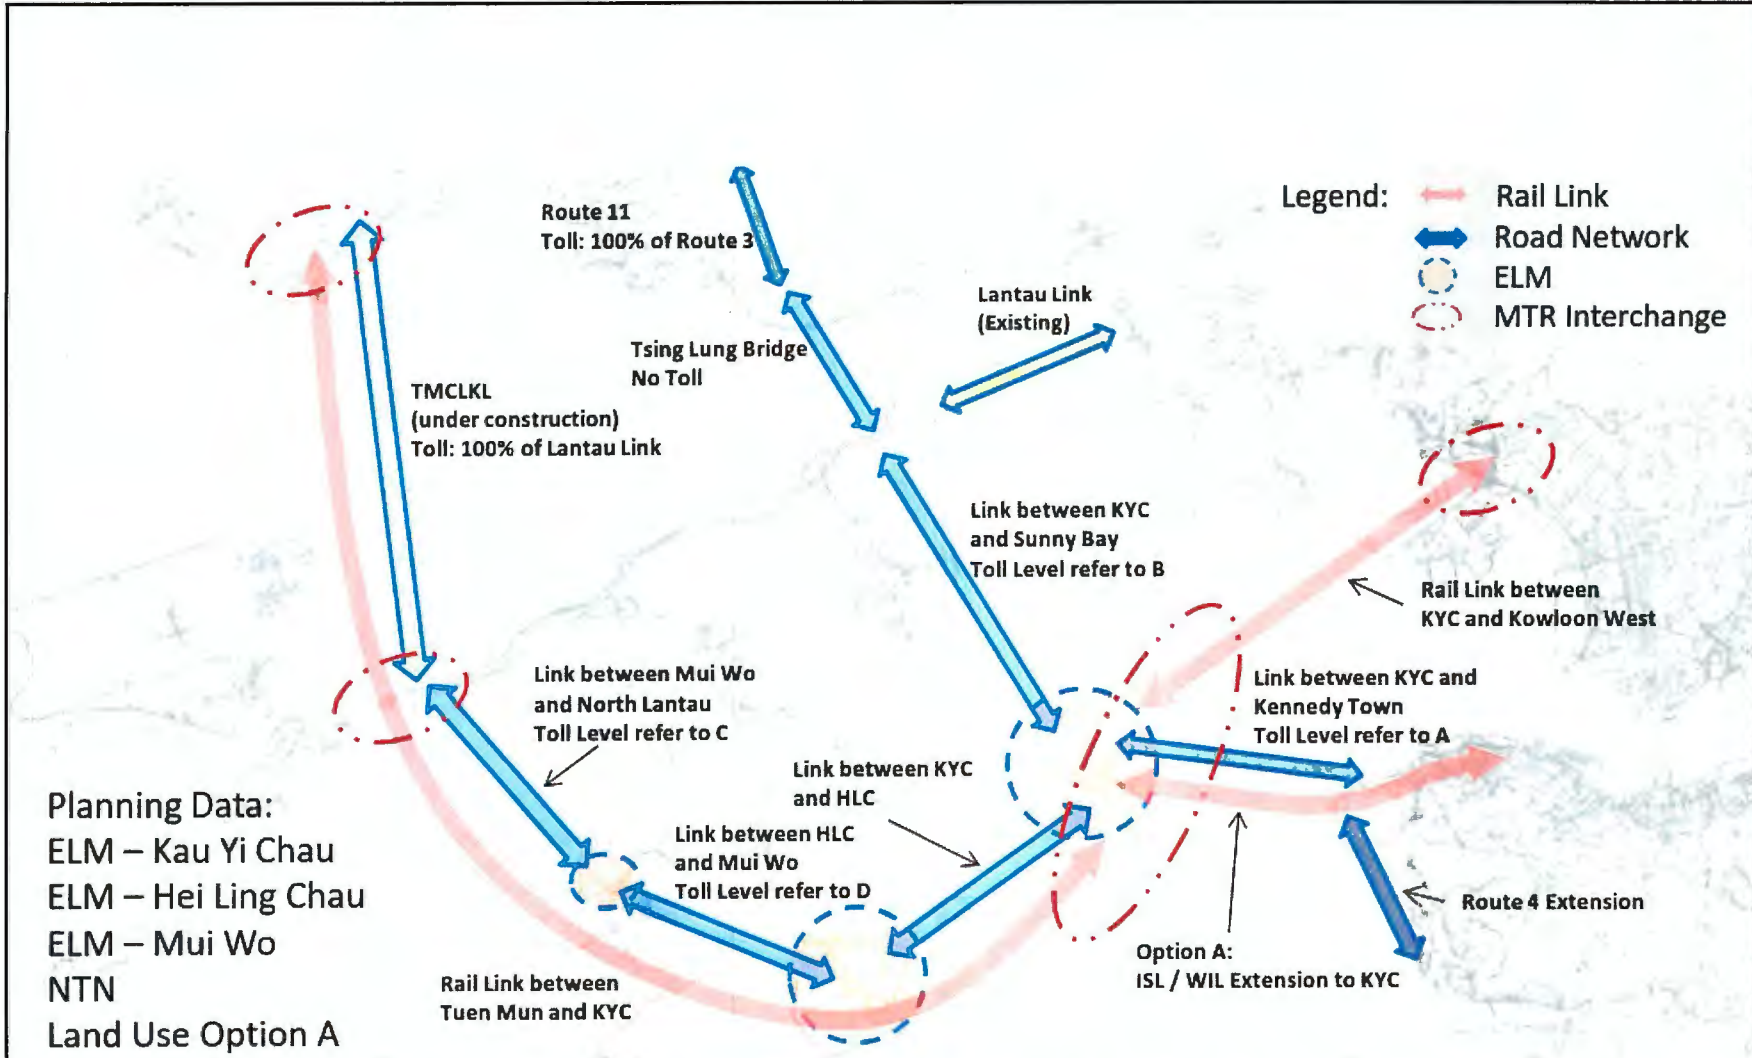 Route 11
Toll: 100% of Route 3
Legend:
Rail Link
Road Network
ELM
MTR Interchange
Lantau Link
(Existing)
Tsing Lung Bridge
No Toll
TMCLKL
(under construction)
Toll: 100% of Lantau Link
Link between KYC
and Sunny Bay
Toll Level refer to B
Rail Link between
KYC and Kowloon West
Link between Mui Wo
and North Lantau
Toll Level refer to C
Link between KYC and
Kennedy Town
Toll Level refer to A
Link between KYC
and HLC
Link between HLC
and Mui Wo
Toll Level refer to D
Planning Data:
ELM – Kau Yi Chau
ELM – Hei Ling Chau
ELM – Mui Wo
NTN
Land Use Option A
Route 4 Extension
Option A:
ISL / WIL Extension to KYC
Rail Link between
Tuen Mun and KYC